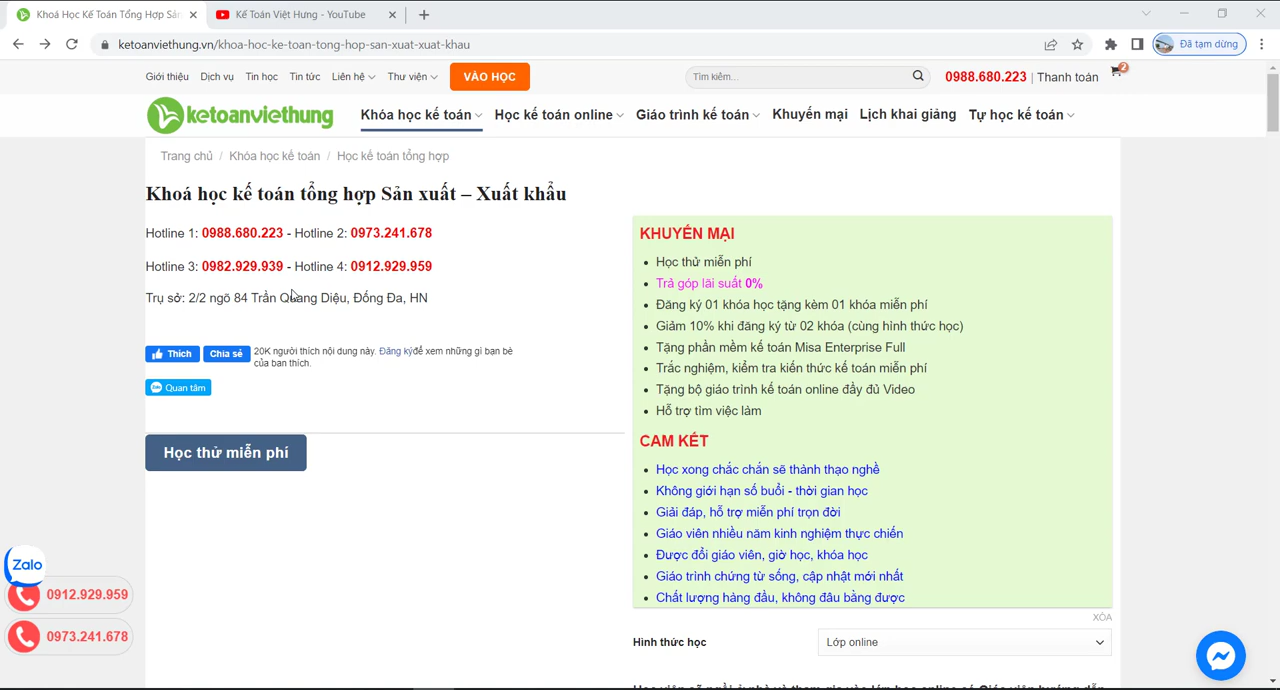 Khoá Học Kế Toán Tổng Hợp Sản
Kế Toán Việt Hưng - YouTube
ketoanviethung.vn/khoa-hoc-ke-toan-tong-hop-san-xuat-xuat-khau
Đã tạm dừng
Giới thiệu
Dịch vụ
Tin học
Tin tức
Liên hệ
Thư viện
VÀO HỌC
Tìm kiếm...
0988.680.223 | Thanh toán
2
ketoanviethung
Khóa học kế toán
Học kế toán online
Giáo trình kế toán
Khuyến mại
Lịch khai giảng
Tự học kế toán
Trang chủ / Khóa học kế toán / Học kế toán tổng hợp
Khoá học kế toán tổng hợp Sản xuất – Xuất khẩu
Hotline 1: 0988.680.223 - Hotline 2: 0973.241.678
Hotline 3: 0982.929.939 - Hotline 4: 0912.929.959
Trụ sở: 2/2 ngõ 84 Trần Quang Diệu, Đống Đa, HN
Thích
Chia sẻ
20K người thích nội dung này. Đăng ký để xem những gì bạn bè
của bạn thích.
Zalo
Quan tâm
Học thử miễn phí
KHUYẾN MẠI
Học thử miễn phí
Trả góp lãi suất 0%
Đăng ký 01 khóa học tặng kèm 01 khóa miễn phí
Giảm 10% khi đăng ký từ 02 khóa (cùng hình thức học)
Tặng phần mềm kế toán Misa Enterprise Full
Trắc nghiệm, kiểm tra kiến thức kế toán miễn phí
Tặng bộ giáo trình kế toán online đầy đủ Video
Hỗ trợ tìm việc làm
CAM KẾT
Học xong chắc chắn sẽ thành thạo nghề
Không giới hạn số buổi - thời gian học
Giải đáp, hỗ trợ miễn phí trọn đời
Giáo viên nhiều năm kinh nghiệm thực chiến
Được đổi giáo viên, giờ học, khóa học
Giáo trình chứng từ sống, cập nhật mới nhất
Chất lượng hàng đầu, không đâu bằng được
XÓA
Hình thức học
Lớp online
Zalo
0912.929.959
0973.241.678